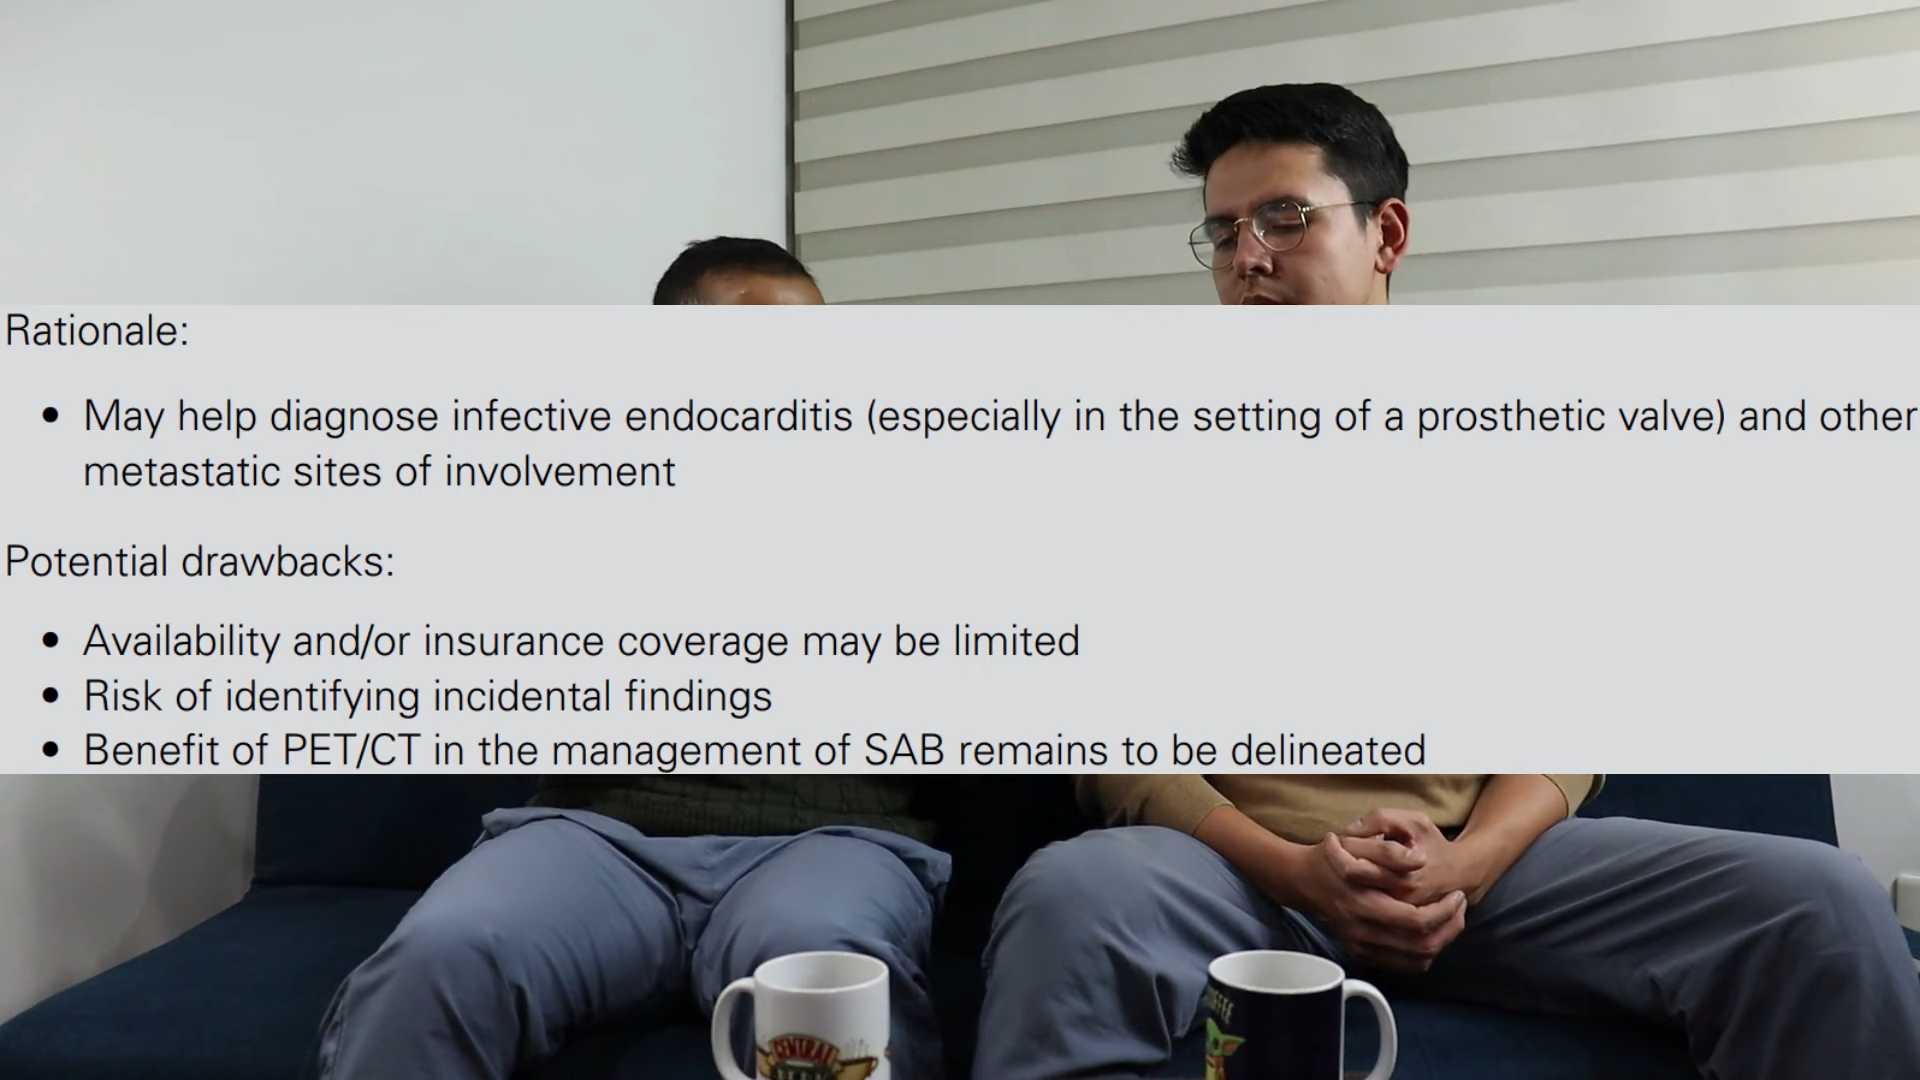 Rationale:
• May help diagnose infective endocarditis (especially in the setting of a prosthetic valve) and other
metastatic sites of involvement
Potential drawbacks:
• Availability and/or insurance coverage may be limited
• Risk of identifying incidental findings
• Benefit of PET/CT in the management of SAB remains to be delineated
COFFEE
CENTRAL